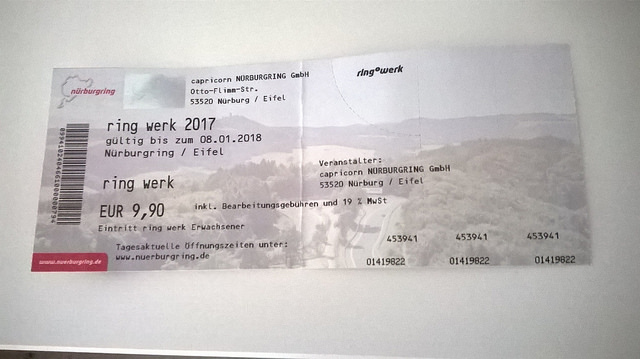 nürburgring
capricorn NÜRBURGRING GmbH
Otto-Flimm-Str.
53520 Nürburg / Eifel
ring°werk
ring werk 2017
gültig bis zum 08.01.2018
Nürburgring / Eifel
Veranstalter:
capricorn NÜRBURGRING GmbH
53520 Nürburg / Eifel
ring werk
EUR 9,90 inkl. Bearbeitungsgebühren und 19 % MwSt
Eintritt ring werk Erwachsener
Tagesaktuelle Öffnungszeiten unter:
www.nuerburgring.de
453941 453941 453941
01419822 01419822 01419822
www.nuerburgring.de